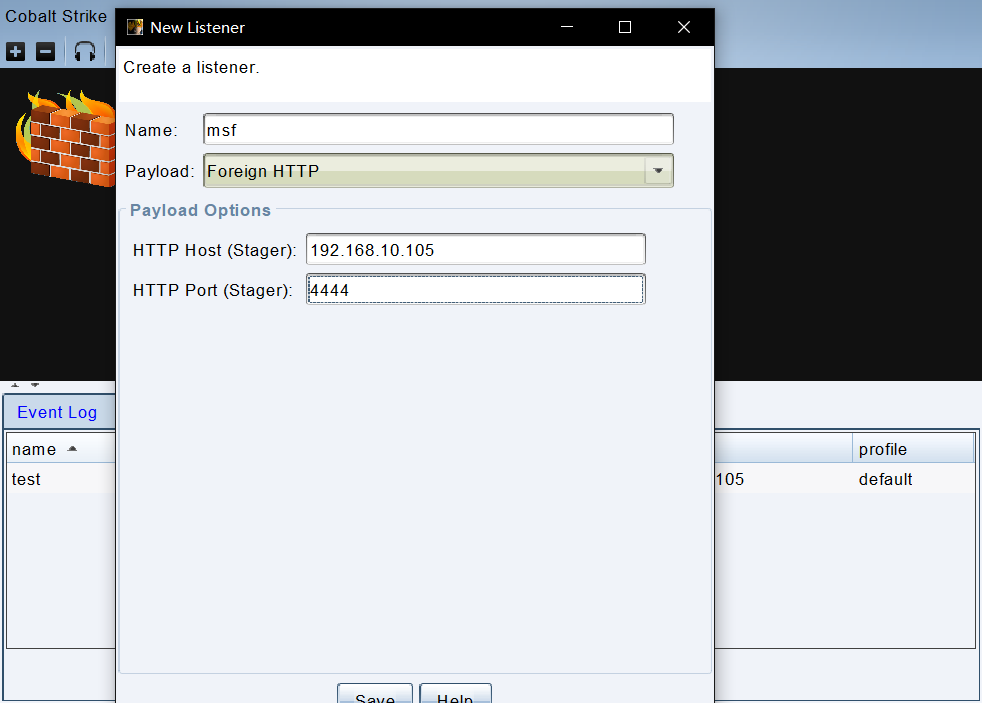 Cobalt Strike
New Listener
Create a listener.
Name: msf
Payload: Foreign HTTP
Payload Options
HTTP Host (Stager): 192.168.10.105
HTTP Port (Stager): 4444
Event Log
name profile
test 105 default
Save Help